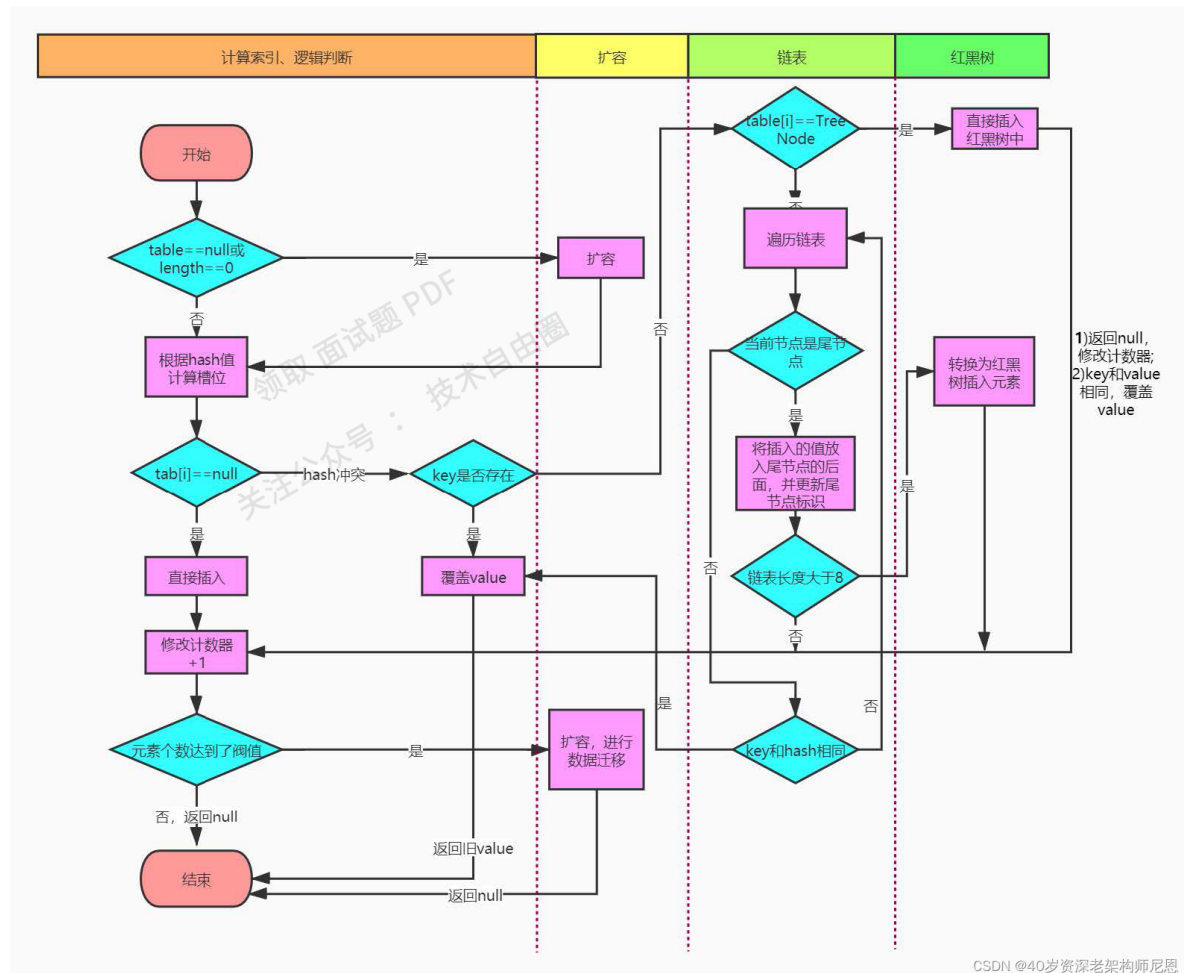 计算索引、逻辑判断
扩容
链表
红黑树
开始
table==null或
length==0
是
扩容
否
根据hash值
计算槽位
tab[i]==null
hash冲突
key是否存在
否
是
直接插入
是
覆盖value
修改计数器
+1
元素个数达到了阀值
是
扩容，进行
数据迁移
否，返回null
返回旧value
返回null
结束
table[i]==Tree
Node
是
直接插入
红黑树中
否
遍历链表
当前节点是尾节
点
是
将插入的值放
入尾节点的后
面，并更新尾
节点标识
链表长度大于8
是
转换为红黑
树插入元素
否
否
key和hash相同
是
否
1)返回null，
修改计数器;
2)key和value
相同，覆盖
value
领取 面试题 PDF
关注公众号 ： 技术自由圈
CSDN @40岁资深老架构师尼恩